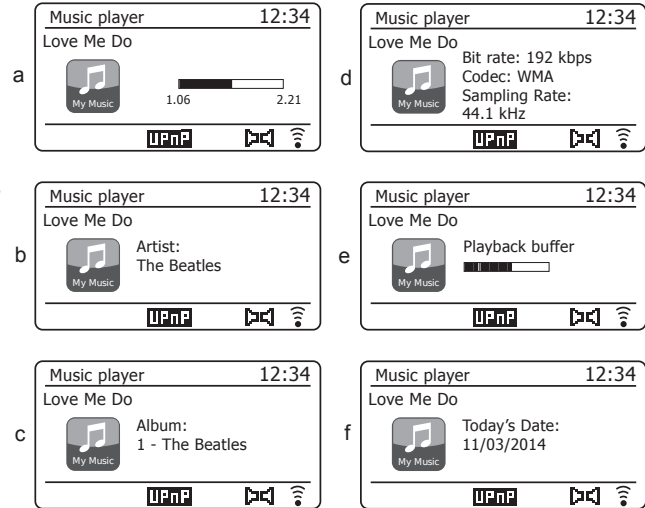 a
Music player 12:34
Love Me Do
My Music
1.06 2.21
UPnP
b
Music player 12:34
Love Me Do
My Music
Artist:
The Beatles
UPnP
c
Music player 12:34
Love Me Do
My Music
Album:
1 - The Beatles
UPnP
d
Music player 12:34
Love Me Do
My Music
Bit rate: 192 kbps
Codec: WMA
Sampling Rate:
44.1 kHz
UPnP
e
Music player 12:34
Love Me Do
My Music
Playback buffer
UPnP
f
Music player 12:34
Love Me Do
My Music
Today's Date:
11/03/2014
UPnP